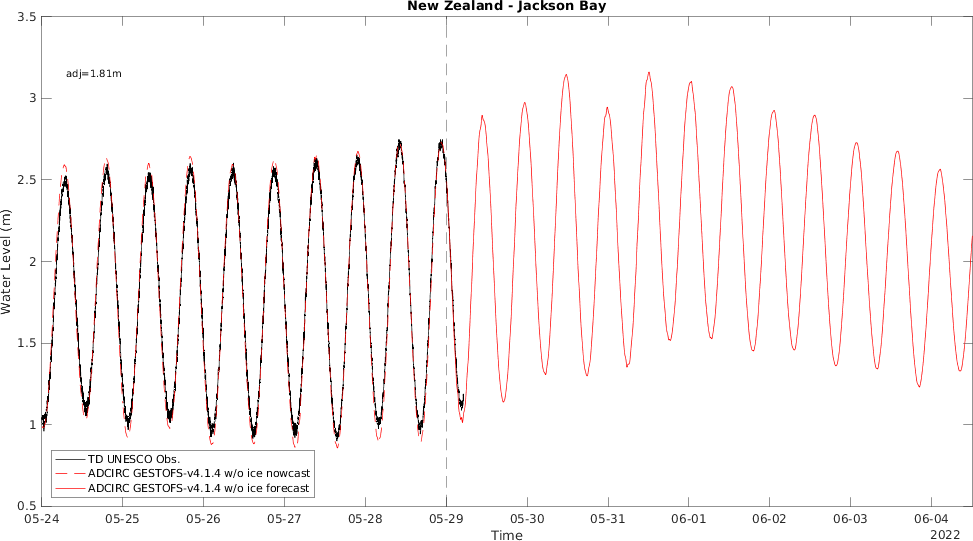 New Zealand - Jackson Bay
adj=1.81m
Water Level (m)
3.5
3
2.5
2
1.5
1
0.5
TD UNESCO Obs.
ADCIRC GESTOFS-v4.1.4 w/o ice nowcast
ADCIRC GESTOFS-v4.1.4 w/o ice forecast
05-24 05-25 05-26 05-27 05-28 05-29 05-30 05-31 06-01 06-02 06-03 06-04
2022
Time